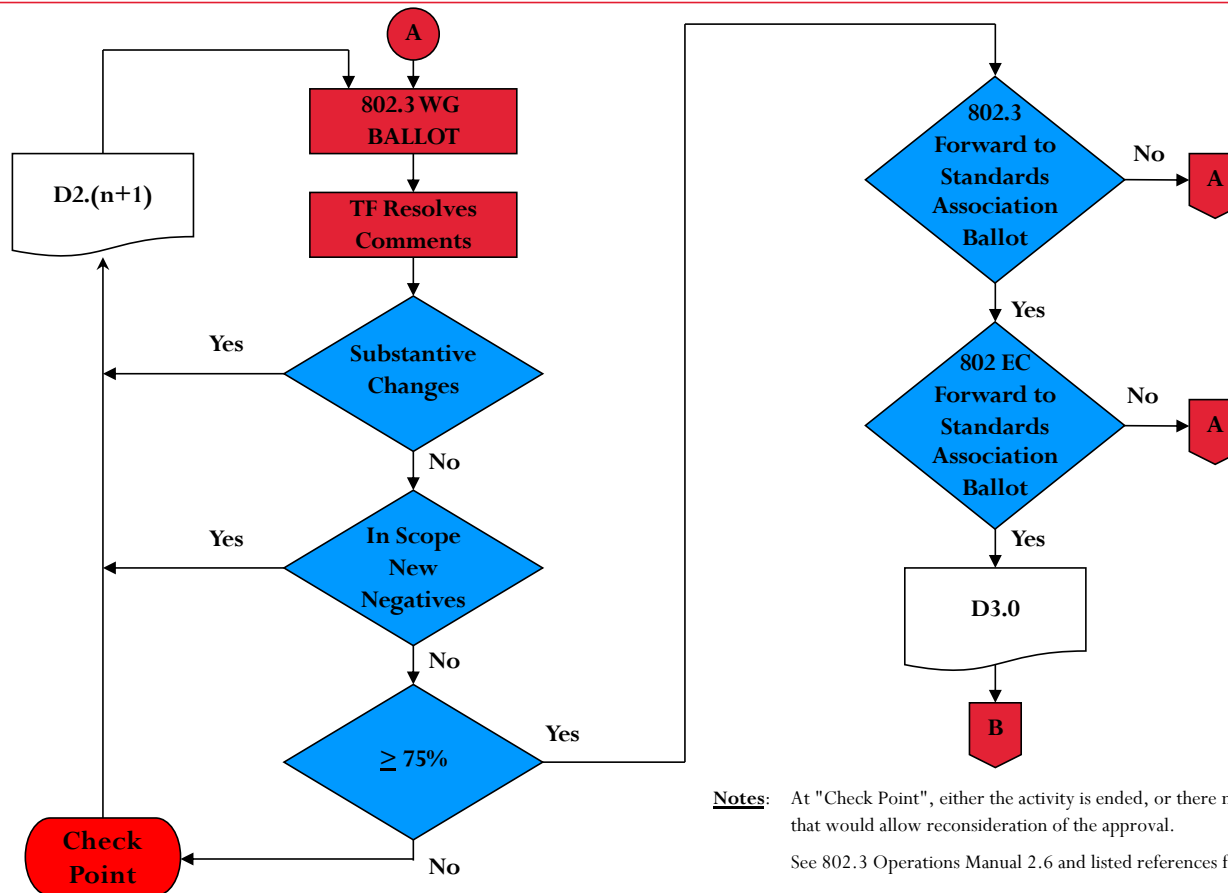 A
802.3 WG
BALLOT
D2.(n+1)
TF Resolves
Comments
Yes
Substantive
Changes
No
Yes
In Scope
New
Negatives
No
≥ 75%
Yes
No
Check
Point
802.3
Forward to
Standards
Association
Ballot
No
A
Yes
802 EC
Forward to
Standards
Association
Ballot
No
A
Yes
D3.0
B
Notes: At "Check Point", either the activity is ended, or there
that would allow reconsideration of the approval.
See 802.3 Operations Manual 2.6 and listed references